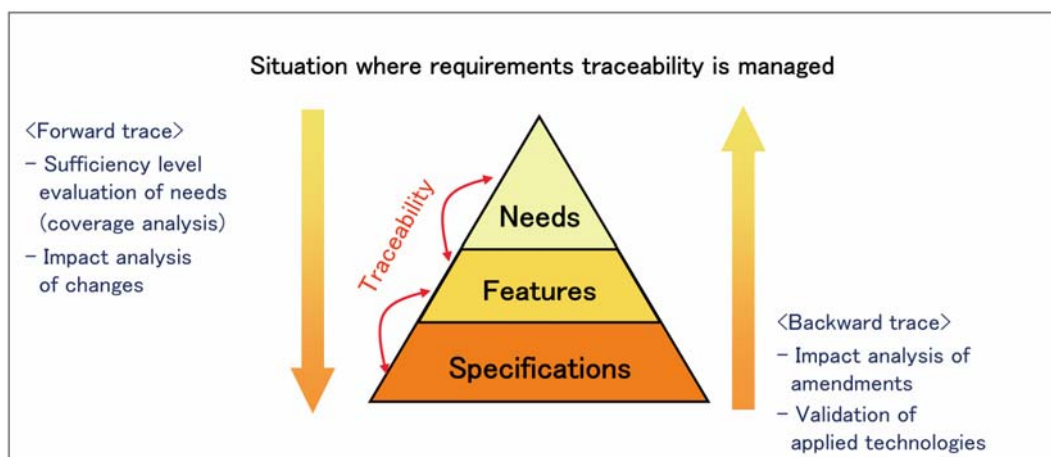 Situation where requirements traceability is managed
<Forward trace>
- Sufficiency level
evaluation of needs
(coverage analysis)
- Impact analysis
of changes
Traceability
Needs
Features
Specifications
<Backward trace>
- Impact analysis of
amendments
- Validation of
applied technologies